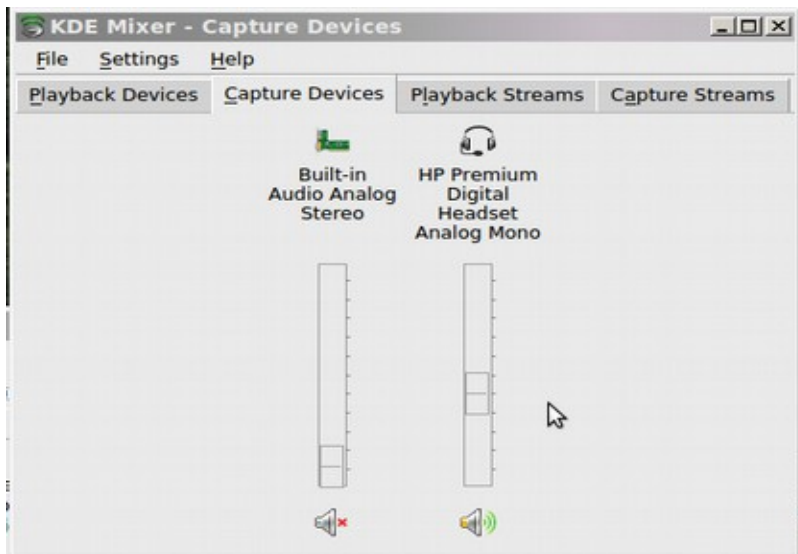 KDE Mixer - Capture Devices
File Settings Help
Playback Devices Capture Devices Playback Streams Capture Streams
Built-in
Audio Analog
Stereo
HP Premium
Digital
Headset
Analog Mono